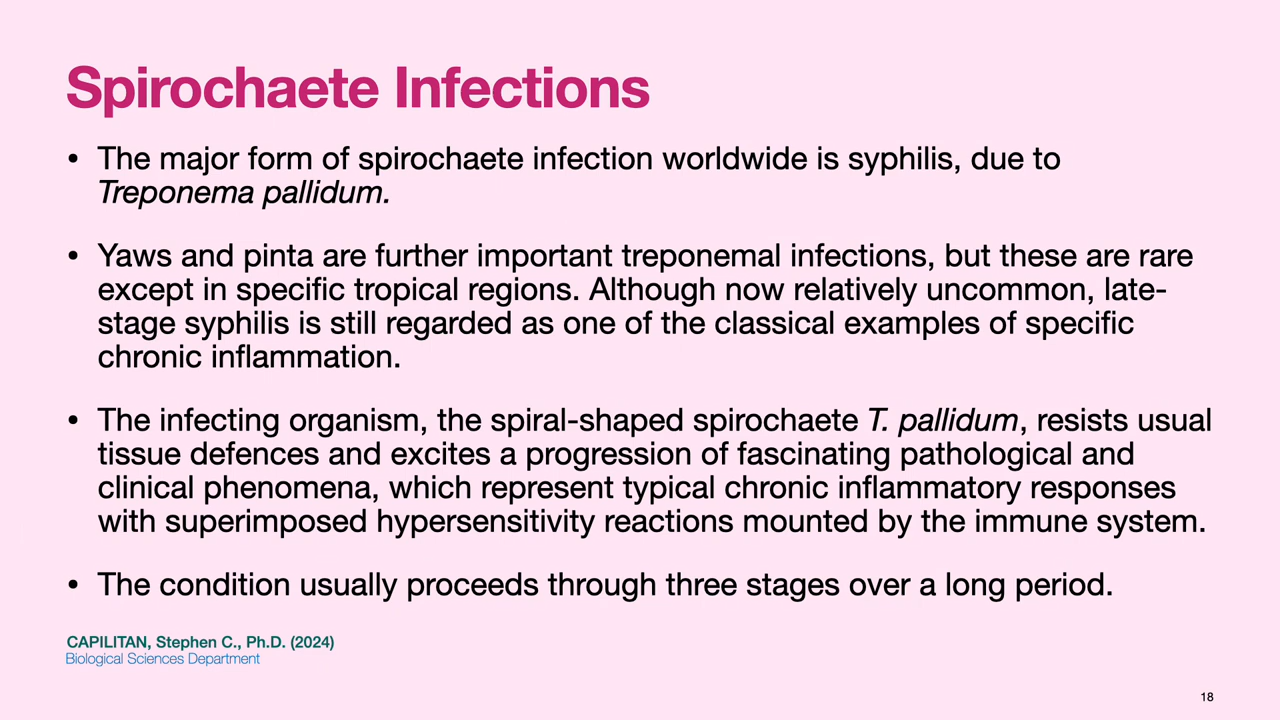 Spirochaete Infections
• The major form of spirochaete infection worldwide is syphilis, due to
Treponema pallidum.
• Yaws and pinta are further important treponemal infections, but these are rare
except in specific tropical regions. Although now relatively uncommon, late-
stage syphilis is still regarded as one of the classical examples of specific
chronic inflammation.
• The infecting organism, the spiral-shaped spirochaete T. pallidum, resists usual
tissue defences and excites a progression of fascinating pathological and
clinical phenomena, which represent typical chronic inflammatory responses
with superimposed hypersensitivity reactions mounted by the immune system.
• The condition usually proceeds through three stages over a long period.
CAPILITAN, Stephen C., Ph.D. (2024)
Biological Sciences Department
18